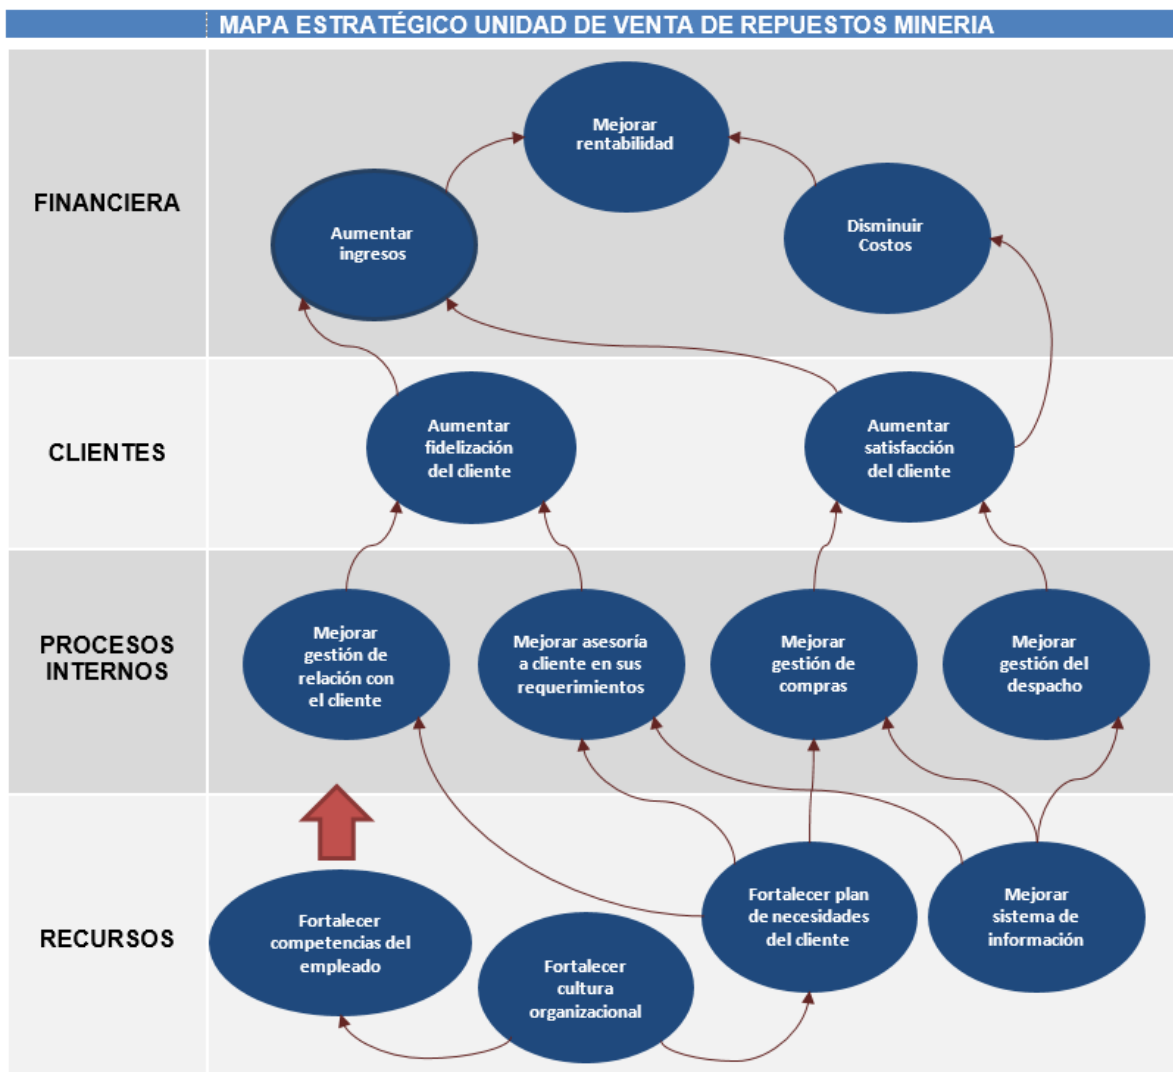 MAPA ESTRATÉGICO UNIDAD DE VENTA DE REPUESTOS MINERIA
FINANCIERA
Mejorar
rentabilidad
Aumentar
ingresos
Disminuir
Costos
CLIENTES
Aumentar
fidelización
del cliente
Aumentar
satisfacción
del cliente
PROCESOS
INTERNOS
Mejorar
gestión de
relación con
el cliente
Mejorar asesoría
a cliente en sus
requerimientos
Mejorar
gestión de
compras
Mejorar
gestión del
despacho
RECURSOS
Fortalecer
competencias del
empleado
Fortalecer
cultura
organizacional
Fortalecer plan
de necesidades
del cliente
Mejorar
sistema de
información